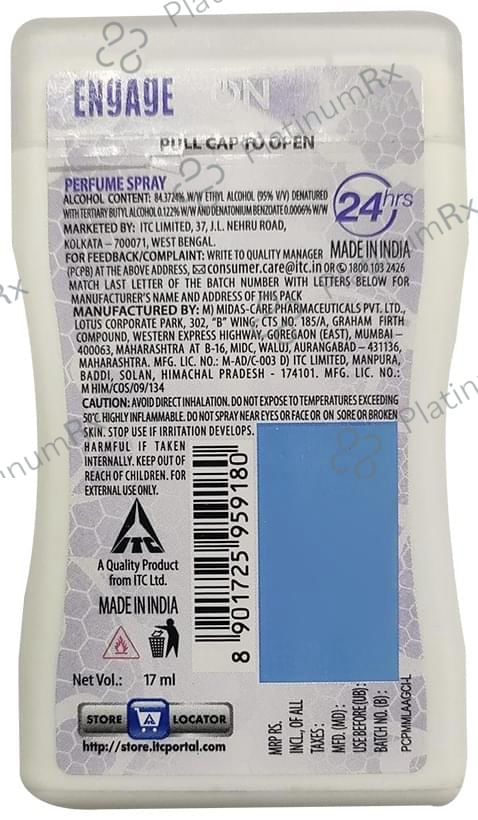 ENGAGE ON
PULL CAP TO OPEN
PERFUME SPRAY
ALCOHOL CONTENT: 84.3724% W/W ETHYL ALCOHOL (95% V/V) DENATURED
WITH TERTIARY BUTYL ALCOHOL 0.122% W/W AND DENATONIUM BENZOATE 0.0006% W/W
24hrs
MARKETED BY: ITC LIMITED, 37, J.L. NEHRU ROAD,
KOLKATA – 700071, WEST BENGAL.
MADE IN INDIA
FOR FEEDBACK/COMPLAINT: WRITE TO QUALITY MANAGER
(PCPB) AT THE ABOVE ADDRESS, consumer.care@itc.in OR 1800 103 2426
MATCH LAST LETTER OF THE BATCH NUMBER WITH LETTERS BELOW FOR
MANUFACTURER'S NAME AND ADDRESS OF THIS PACK
MANUFACTURED BY: M) MIDAS-CARE PHARMACEUTICALS PVT. LTD.,
LOTUS CORPORATE PARK, 302, "B" WING, CTS NO. 185/A, GRAHAM FIRTH
COMPOUND, WESTERN EXPRESS HIGHWAY, GOREGAON (EAST), MUMBAI –
400063, MAHARASHTRA AT B-16, MIDC, WALUJ, AURANGABAD – 431136,
MAHARASHTRA. MFG. LIC. NO.: M-AD/C-003 D) ITC LIMITED, MANPURA,
BADDI, SOLAN, HIMACHAL PRADESH - 174101. MFG. LIC. NO.:
M HIM/COS/09/134
CAUTION: AVOID DIRECT INHALATION. DO NOT EXPOSE TO TEMPERATURES EXCEEDING
50°C. HIGHLY INFLAMMABLE. DO NOT SPRAY NEAR EYES OR FACE OR ON SORE OR BROKEN
SKIN. STOP USE IF IRRITATION DEVELOPS.
HARMFUL IF TAKEN
INTERNALLY. KEEP OUT OF
REACH OF CHILDREN. FOR
EXTERNAL USE ONLY.
ITC
A Quality Product
from ITC Ltd.
MADE IN INDIA
8 901725 959180
Net Vol.: 17 ml
STORE LOCATOR
http://store.itcportal.com
MRP RS.
INCL. OF ALL
TAXES :
MFD. (MD) :
USE BEFORE (UB) :
BATCH NO. (B) :
POPWMLAAGCI-L
PlatinumRx
PlatinumRx
PlatinumRx
PlatinumRx
PlatinumRx